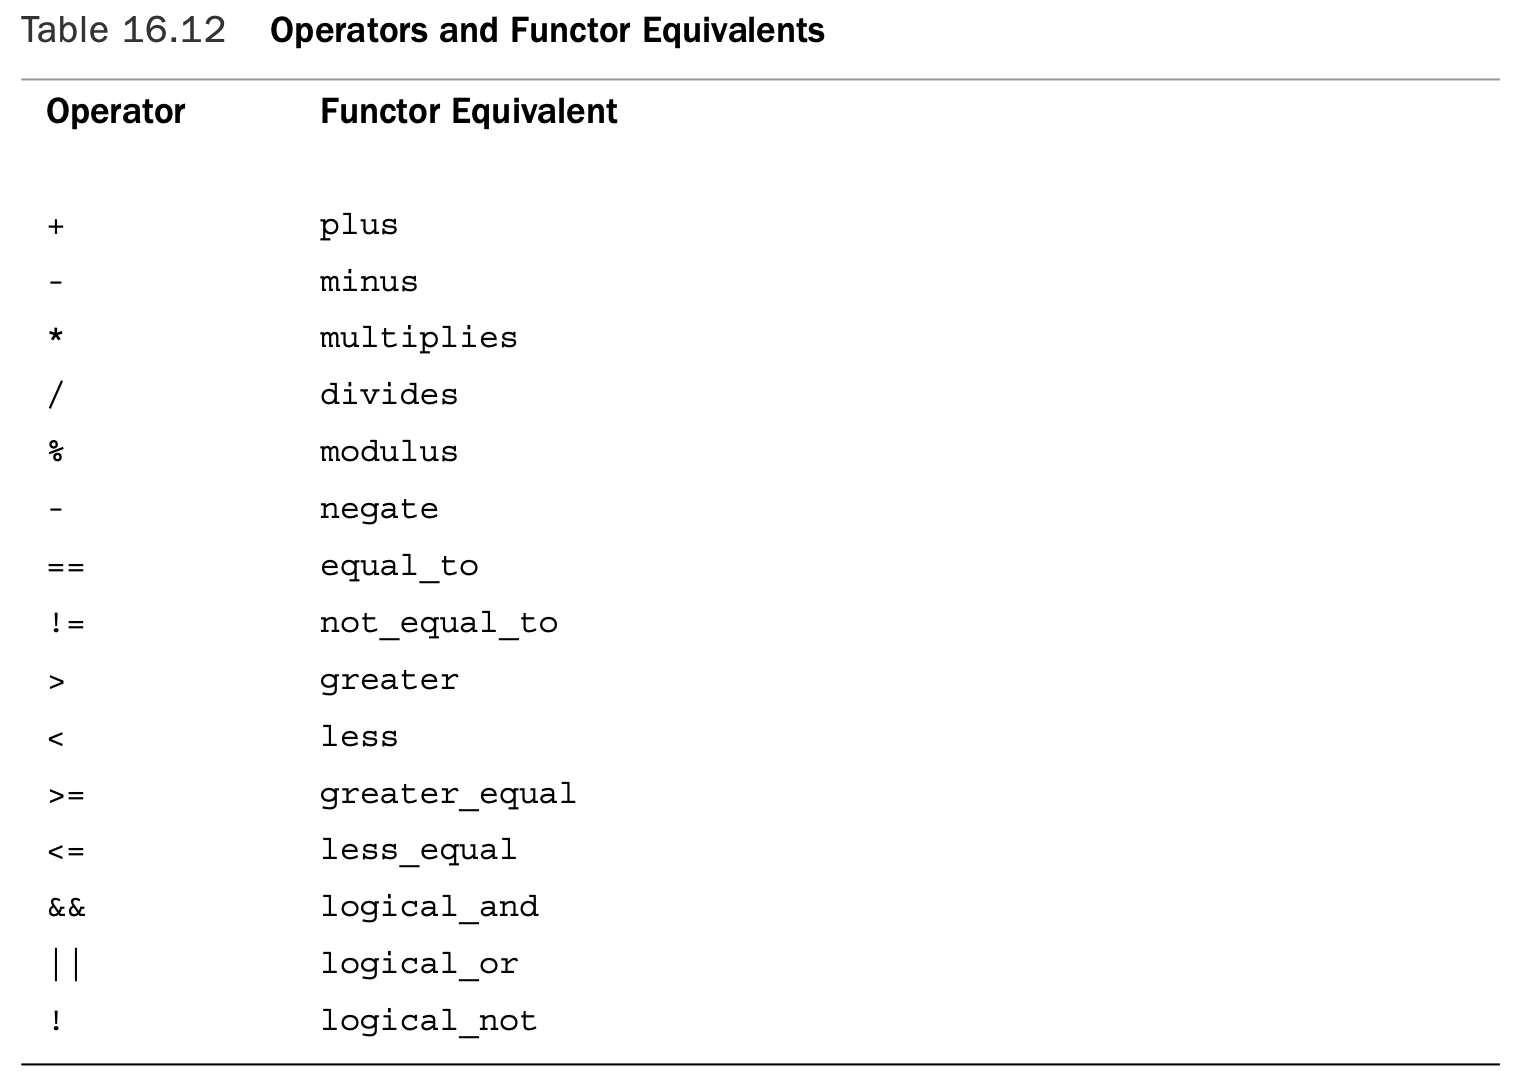 Table 16.12 Operators and Functor Equivalents
Operator Functor Equivalent
+ plus
- minus
* multiplies
/ divides
% modulus
- negate
== equal_to
!= not_equal_to
> greater
< less
>= greater_equal
<= less_equal
&& logical_and
|| logical_or
! logical_not